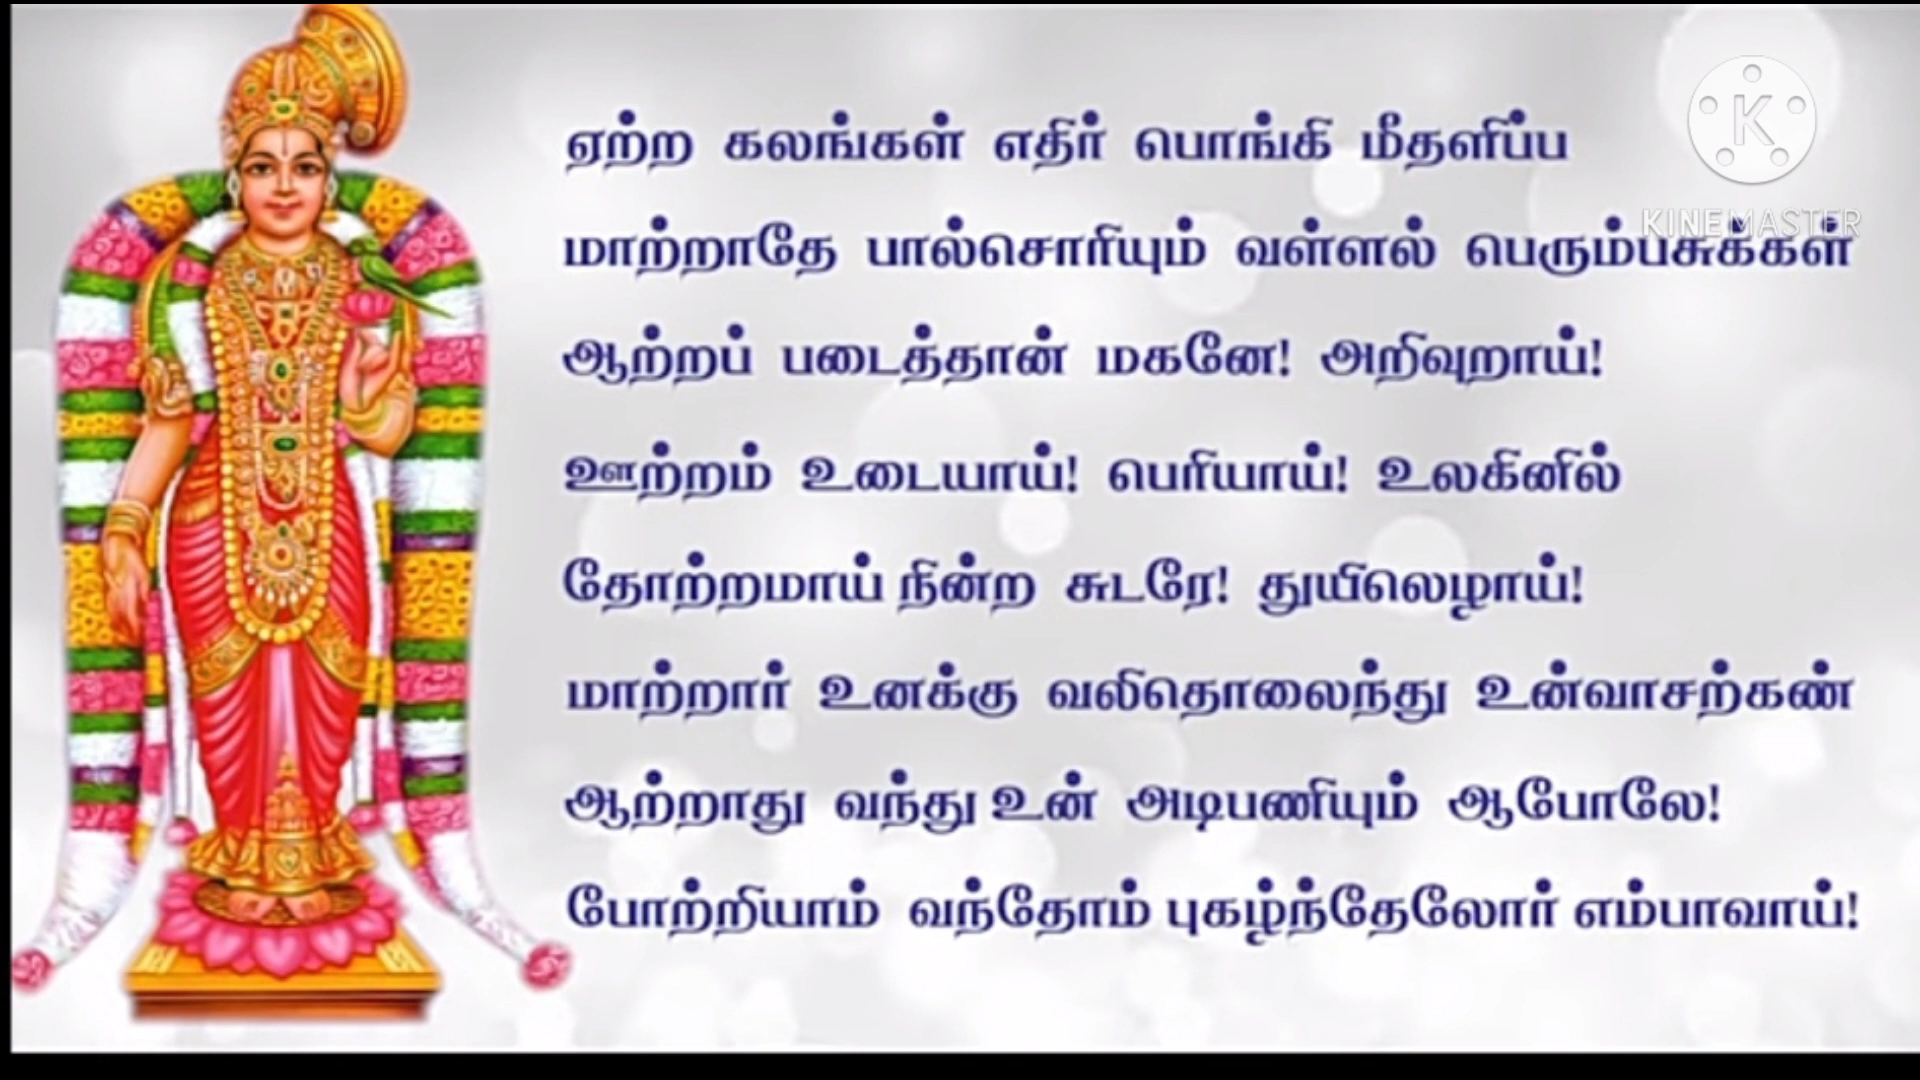 ஏற்ற கலங்கள் எதிர் பொங்கி மீதளிப்ப
மாற்றாதே பால்சொரியும் வள்ளல் பெரும்பசுக்கள்
ஆற்றப் படைத்தான் மகனே! அறிவுறாய்!
ஊற்றம் உடையாய்! பெரியாய்! உலகினில்
தோற்றமாய் நின்ற சுடரே! துயிலெழாய்!
மாற்றார் உனக்கு வலிதொலைந்து உன்வாசற்கண்
ஆற்றாது வந்து உன் அடிபணியும் ஆபோலே!
போற்றியாம் வந்தோம் புகழ்ந்தேலோர் எம்பாவாய்!
K
KINEMASTER